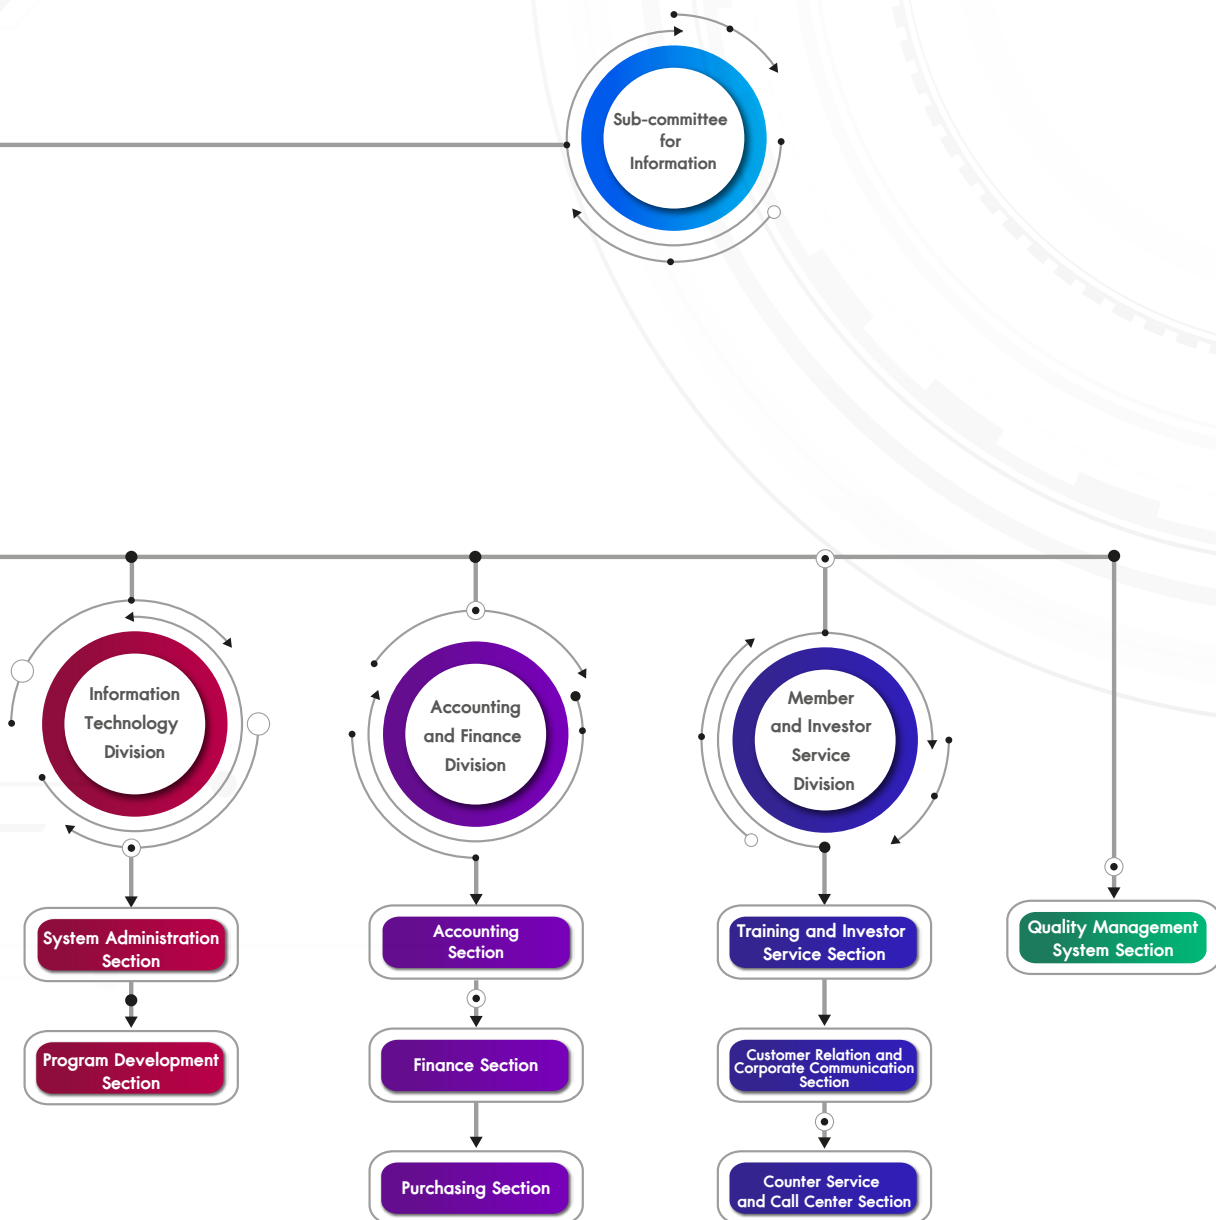 Sub-committee
for
Information
Information
Technology
Division
Accounting
and Finance
Division
Member
and Investor
Service
Division
System Administration
Section
Program Development
Section
Accounting
Section
Finance Section
Purchasing Section
Training and Investor
Service Section
Customer Relation and
Corporate Communication
Section
Counter Service
and Call Center Section
Quality Management
System Section